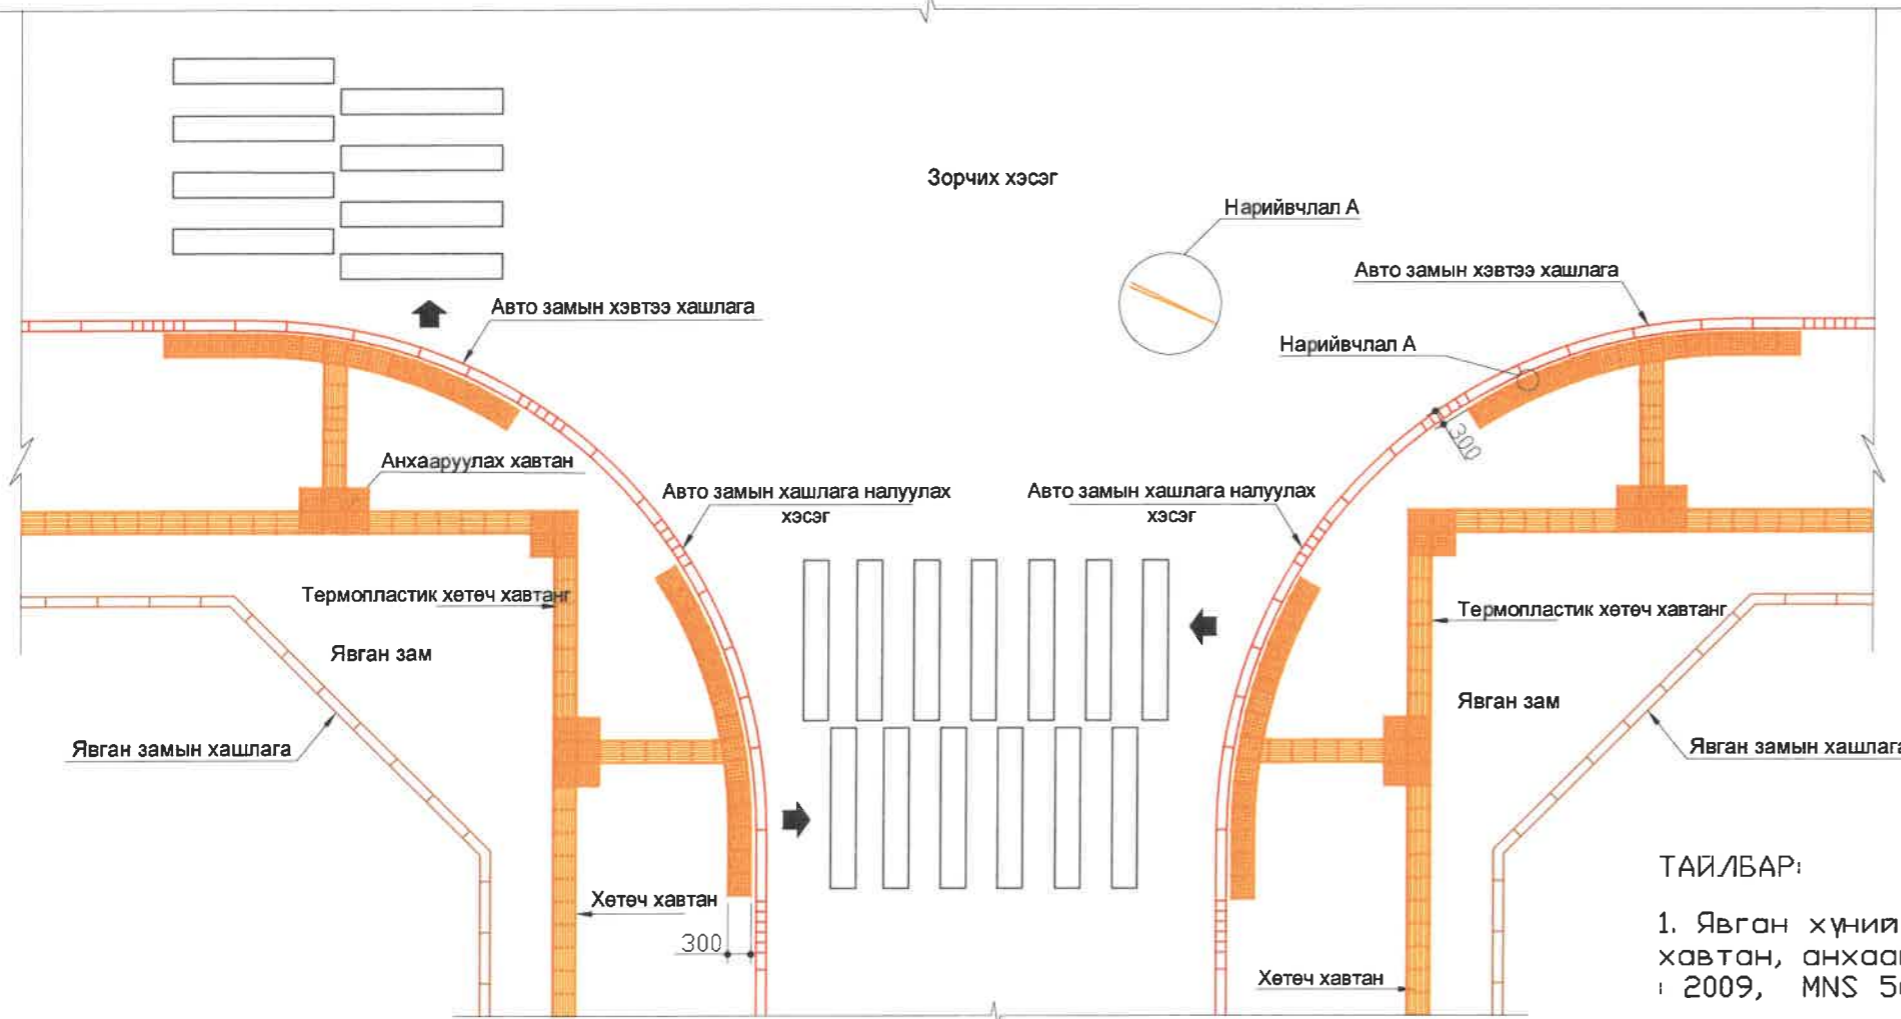 Зорчих хэсэг
Нарийвчлал А
Авто замын хэвтээ хашлага
Авто замын хэвтээ хашлага
Нарийвчлал А
300
Анхааруулах хавтан
Авто замын хашлага налуулах
хэсэг
Авто замын хашлага налуулах
хэсэг
Термопластик хөтөч хавтанг
Термопластик хөтөч хавтанг
Явган зам
Явган зам
Явган замын хашлага
Явган замын хашлага
ТАЙЛБАР:
Хөтөч хавтан
300
Хөтөч хавтан
1. Явган хүний
хавтан, анхаа
: 2009, MNS 5